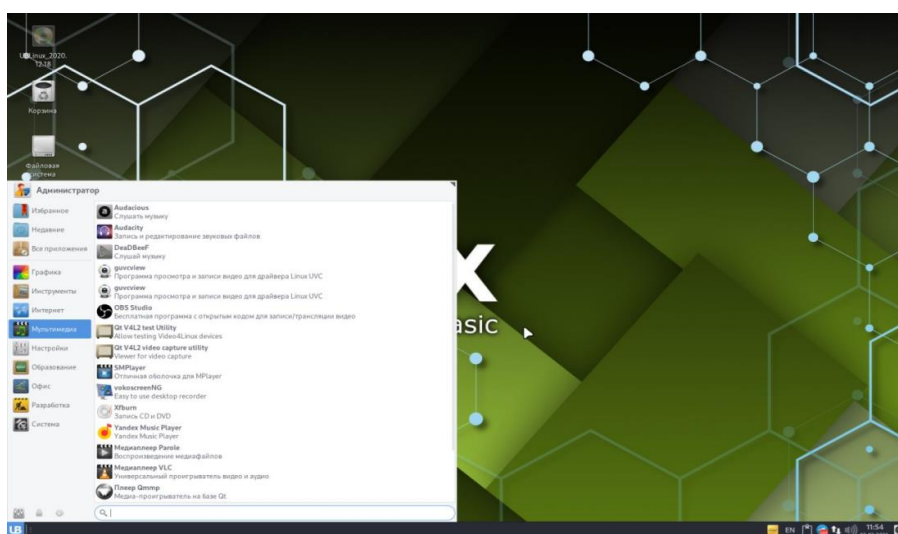 UBLinux_2020.
12.18
Корзина
Файловая
система
Администратор
Избранное
Недавние
Все приложения
Графика
Инструменты
Интернет
Мультимедиа
Настройки
Образование
Офис
Разработка
Система
Audacious
Слушать музыку
Audacity
Запись и редактирование звуковых файлов
DeaDBeeF
Слушай музыку
guvcview
Программа просмотра и записи видео для драйвера Linux UVC
guvcview
Программа просмотра и записи видео для драйвера Linux UVC
OBS Studio
Бесплатная программа с открытым кодом для записи/трансляции видео
Qt V4L2 test Utility
Allow testing Video4Linux devices
Qt V4L2 video capture utility
Viewer for video capture
SMPlayer
Отличная оболочка для MPlayer
vokoscreenNG
Easy to use desktop recorder
Xfburn
Запись CD и DVD
Yandex Music Player
Yandex Music Player
Медиаплеер Parole
Воспроизведение медиафайлов
Медиаплеер VLC
Универсальный проигрыватель видео и аудио
Плеер Qmmp
Медиа-проигрыватель на базе Qt
x
asic
UB
EN
11:54